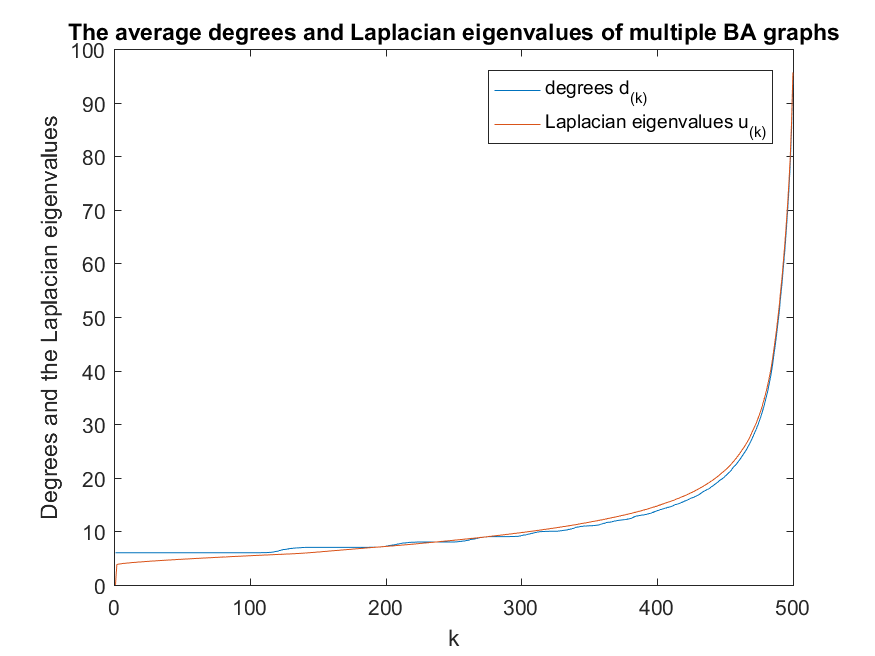 The average degrees and Laplacian eigenvalues of multiple BA graphs
100
90
80
70
60
50
40
30
20
10
0
Degrees and the Laplacian eigenvalues
degrees d(k)
Laplacian eigenvalues u(k)
0 100 200 300 400 500
k